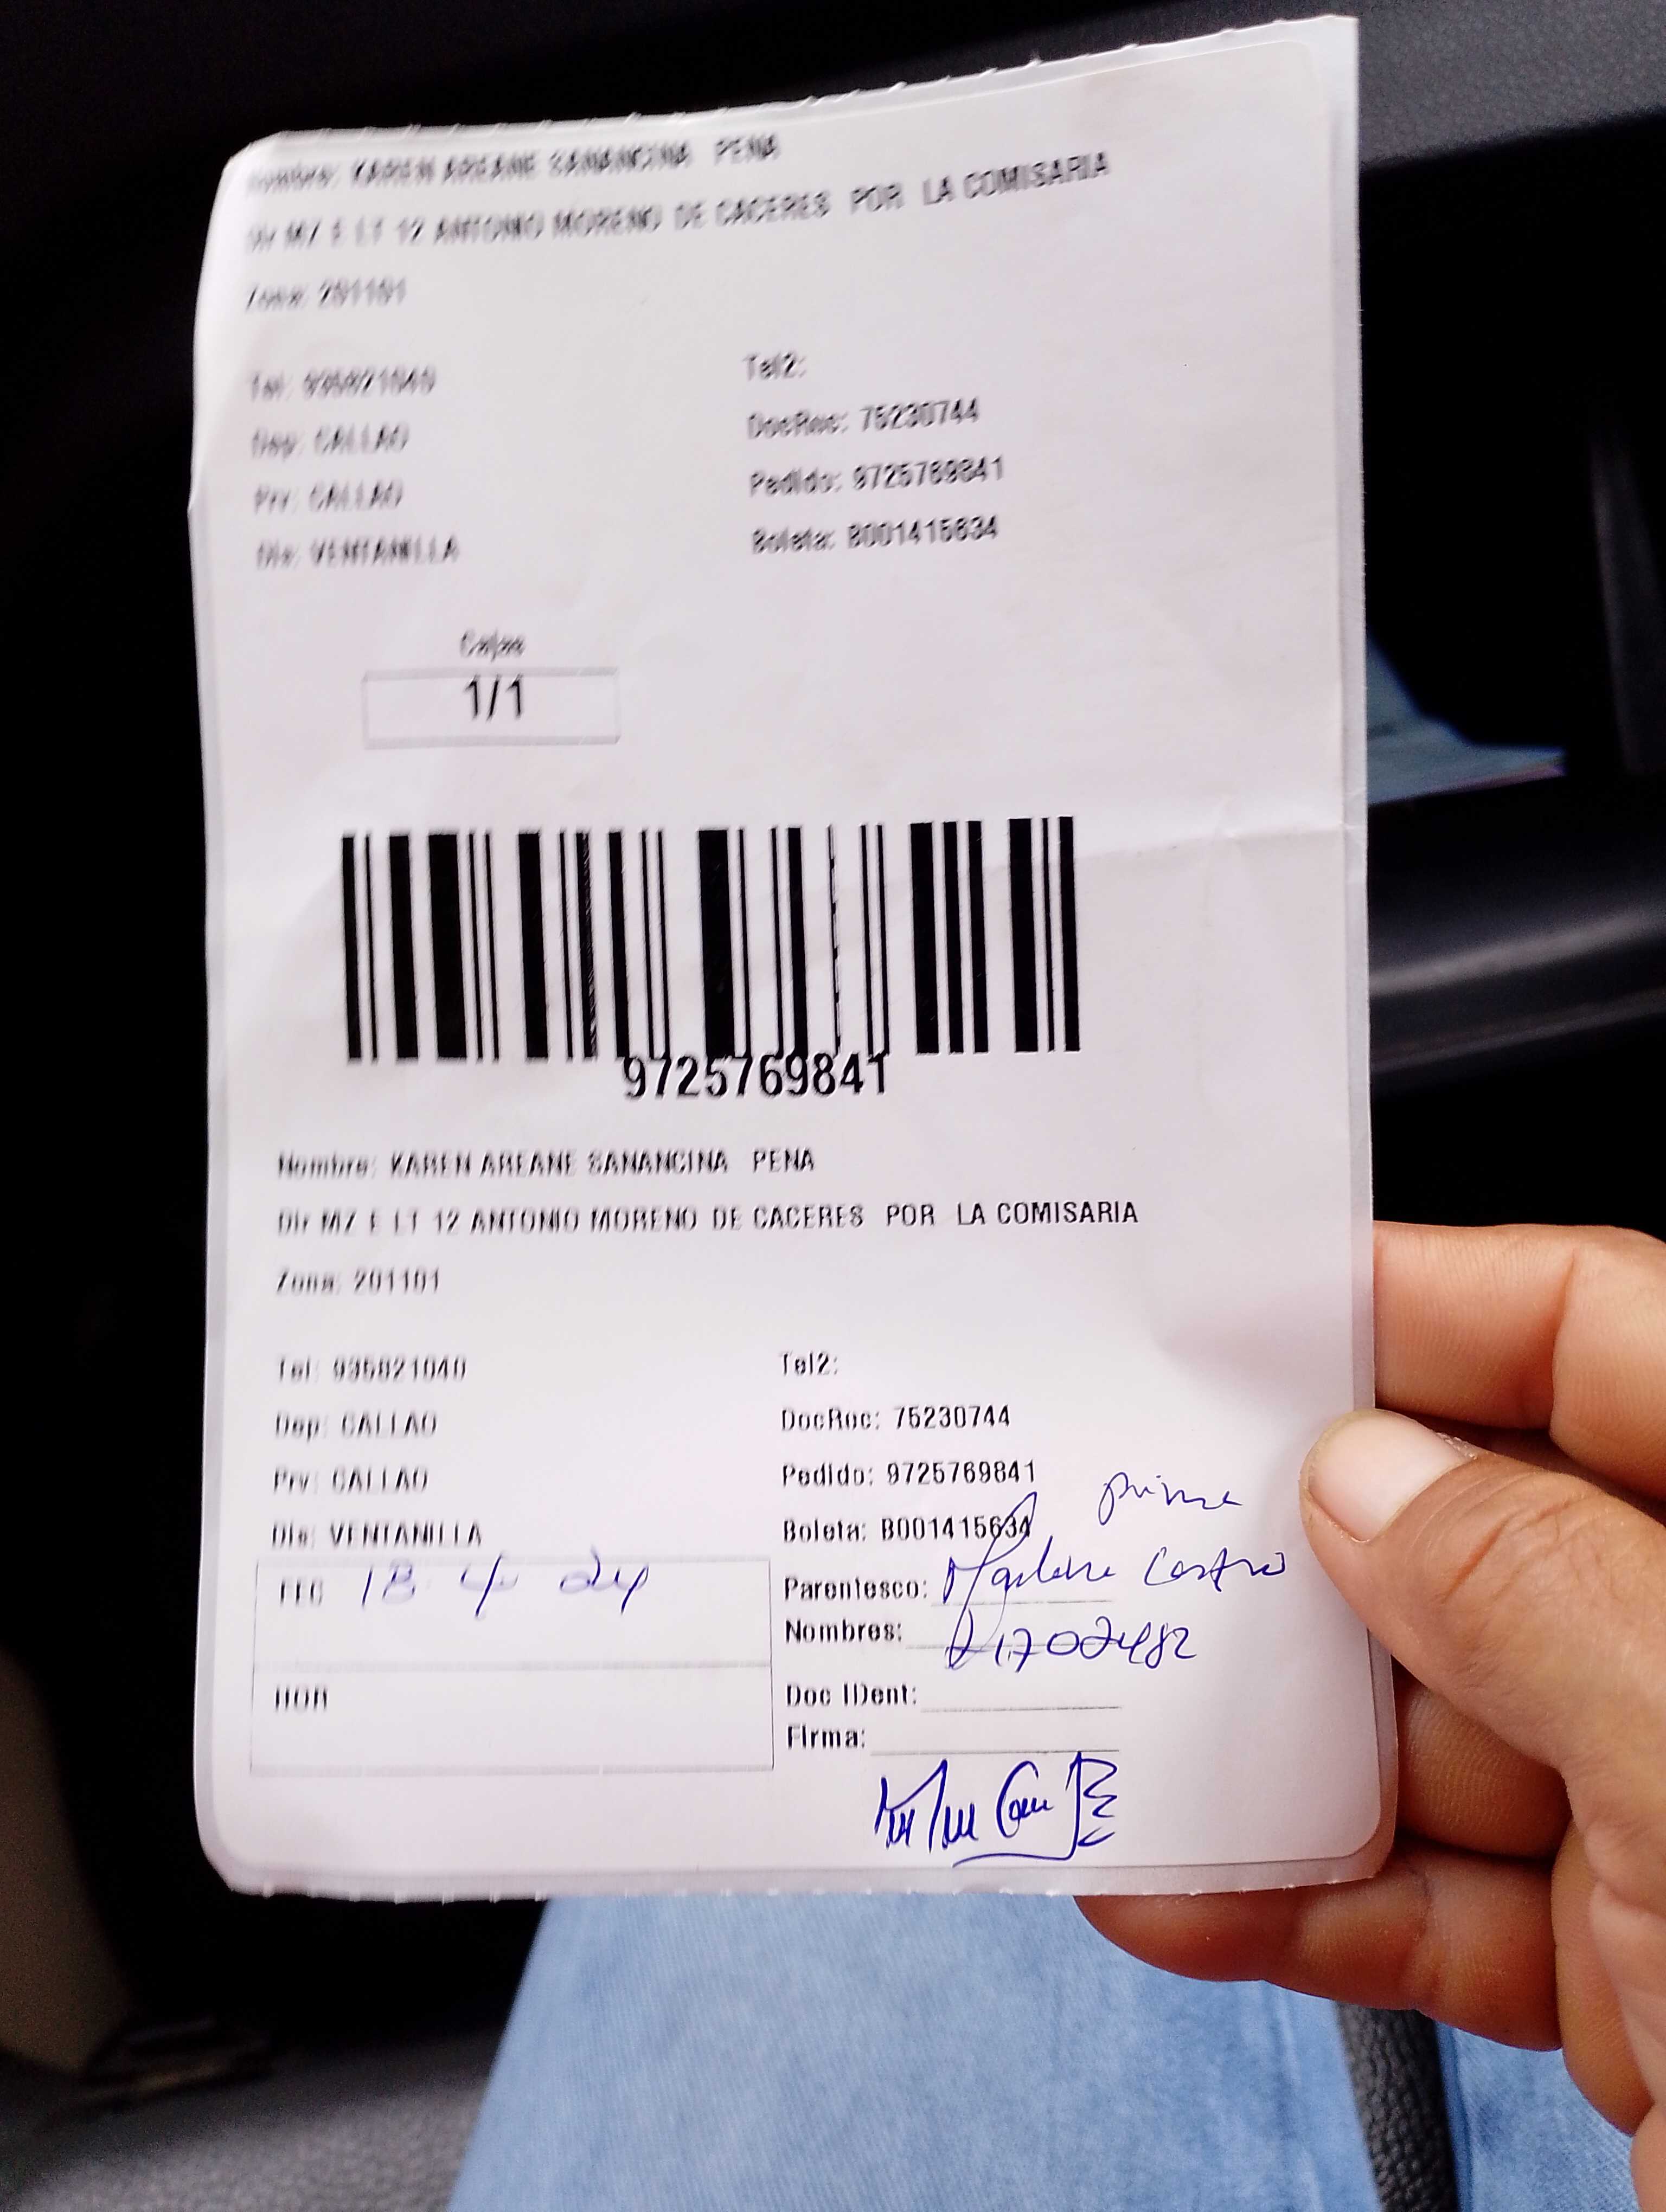 Nombre: KAREN AREANE SANANCINA PENA
Dir MZ E LT 12 ANTONIO MORENO DE CACERES POR LA COMISARIA
Zona: 201101
Tel: 935821040 Tel2:
Dep: CALLAO DocRec: 75230744
Prv: CALLAO Pedido: 9725769841
Dis: VENTANILLA Boleta: B001415634
Cajas
1/1
9725769841
Nombre: KAREN AREANE SANANCINA PENA
Dir MZ E LT 12 ANTONIO MORENO DE CACERES POR LA COMISARIA
Zona: 201101
Tel: 935821040 Tel2:
Dep: CALLAO DocRec: 75230744
Prv: CALLAO Pedido: 9725769841
prima
Dis: VENTANILLA Boleta: B001415634
FEC 18 4 24 Parentesco: Castro
Nombres:
HOR Doc IDent:
Firma: